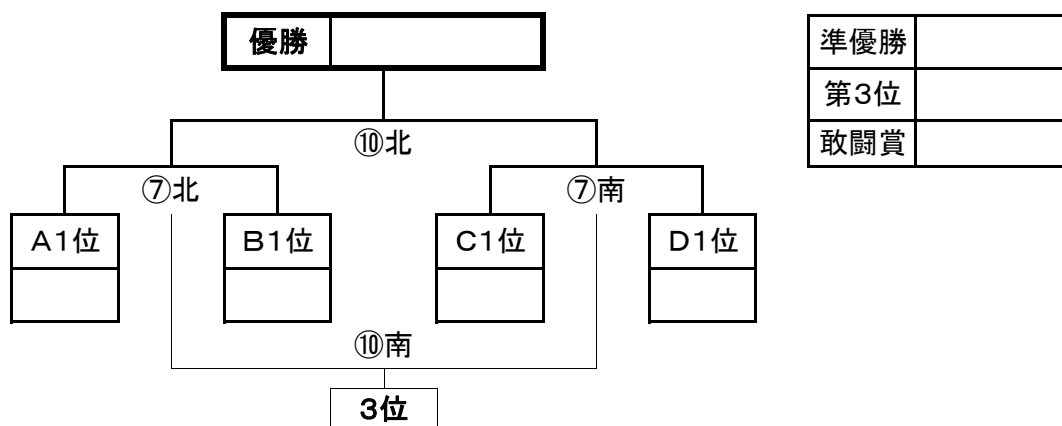 優勝
準優勝
第3位
敢闘賞
⑩北
⑦北
⑦南
A1位
B1位
C1位
D1位
⑩南
3位